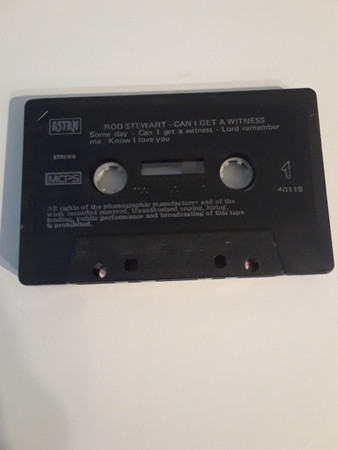 ASTAN
ROD STEWART - CAN I GET A WITNESS
Some day - Can I get a witness - Lord remember
me Know I love you
stereo
MCPS
1
40119
All rights of the phonographic manufacturer and of the
work recorded reserved. Unauthorised copying, hiring,
lending, public performance and broadcasting of this tape
is prohibited.